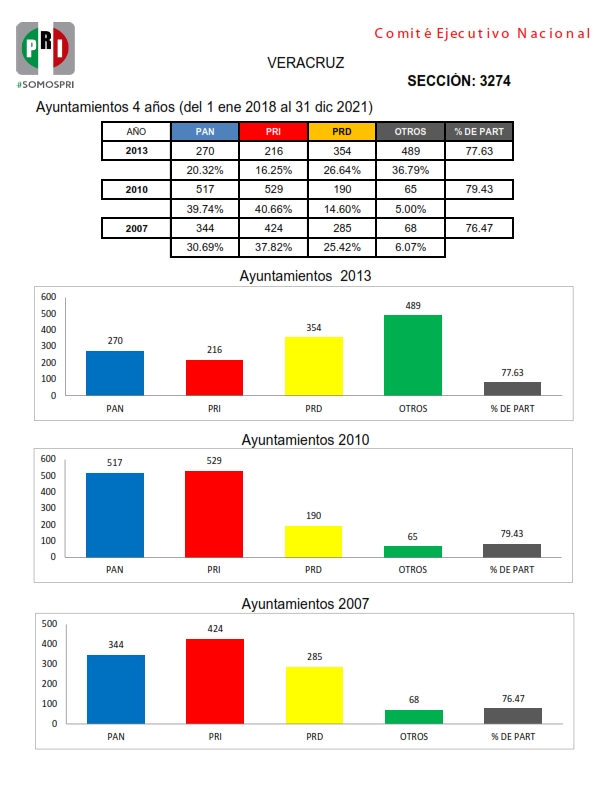 Comité Ejecutivo Nacional
PRI
#SOMOSPRI
VERACRUZ
SECCIÓN: 3274
Ayuntamientos 4 años (del 1 ene 2018 al 31 dic 2021)
AÑO PAN PRI PRD OTROS % DE PART
2013 270 216 354 489 77.63
20.32% 16.25% 26.64% 36.79%
2010 517 529 190 65 79.43
39.74% 40.66% 14.60% 5.00%
2007 344 424 285 68 76.47
30.69% 37.82% 25.42% 6.07%
Ayuntamientos 2013
600
500
400
300
200
100
0
270 216 354 489 77.63
PAN PRI PRD OTROS % DE PART
Ayuntamientos 2010
600
500
400
300
200
100
0
517 529 190 65 79.43
PAN PRI PRD OTROS % DE PART
Ayuntamientos 2007
500
400
300
200
100
0
344 424 285 68 76.47
PAN PRI PRD OTROS % DE PART